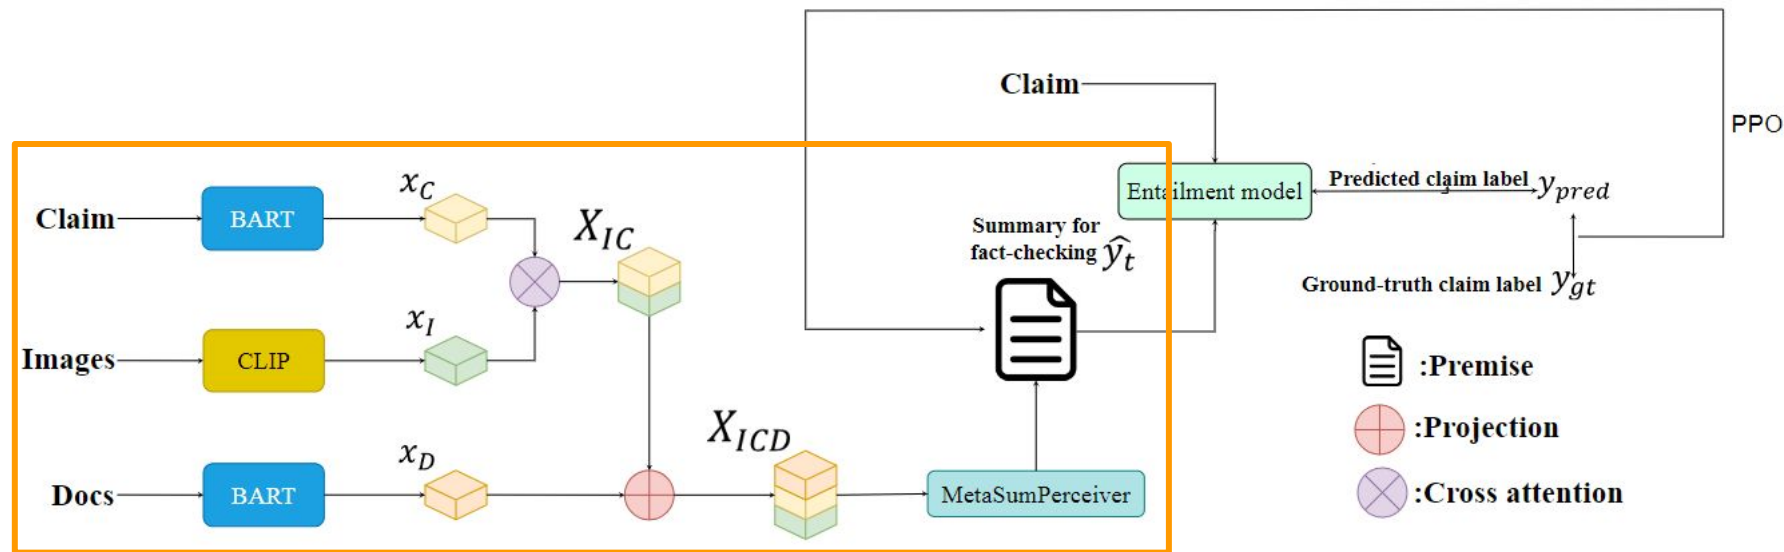 Claim
PPO
Entailment model
Predicted claim label y_pred
Claim
BART
x_C
X_IC
Summary for
fact-checking ŷ_t
Ground-truth claim label y_gt
Images
CLIP
x_I
:Premise
:Projection
Docs
BART
x_D
X_ICD
MetaSumPerceiver
:Cross attention